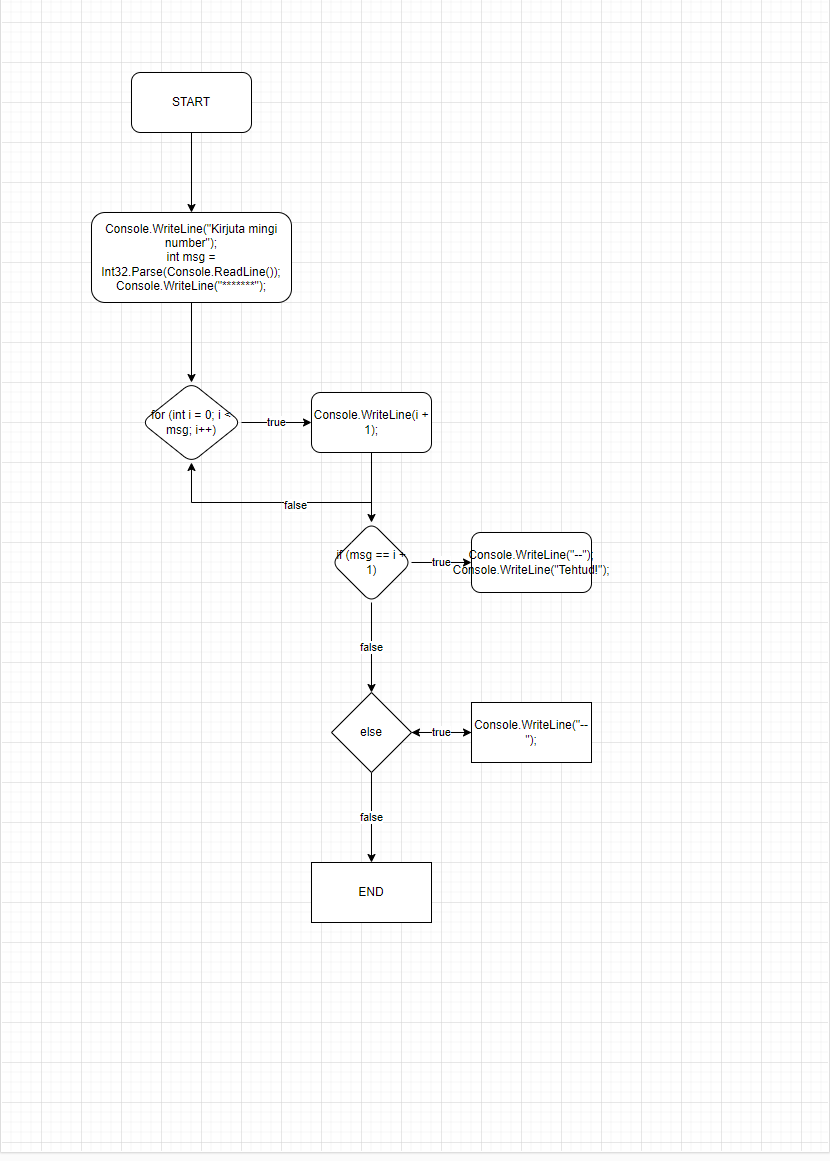 START
Console.WriteLine("Kirjuta mingi
number");
int msg =
Int32.Parse(Console.ReadLine());
Console.WriteLine("*******");
for (int i = 0; i <
msg; i++)
true
Console.WriteLine(i +
1);
false
if (msg == i +
1)
true
Console.WriteLine("--");
Console.WriteLine("Tehtud!");
false
else
true
Console.WriteLine("--
");
false
END